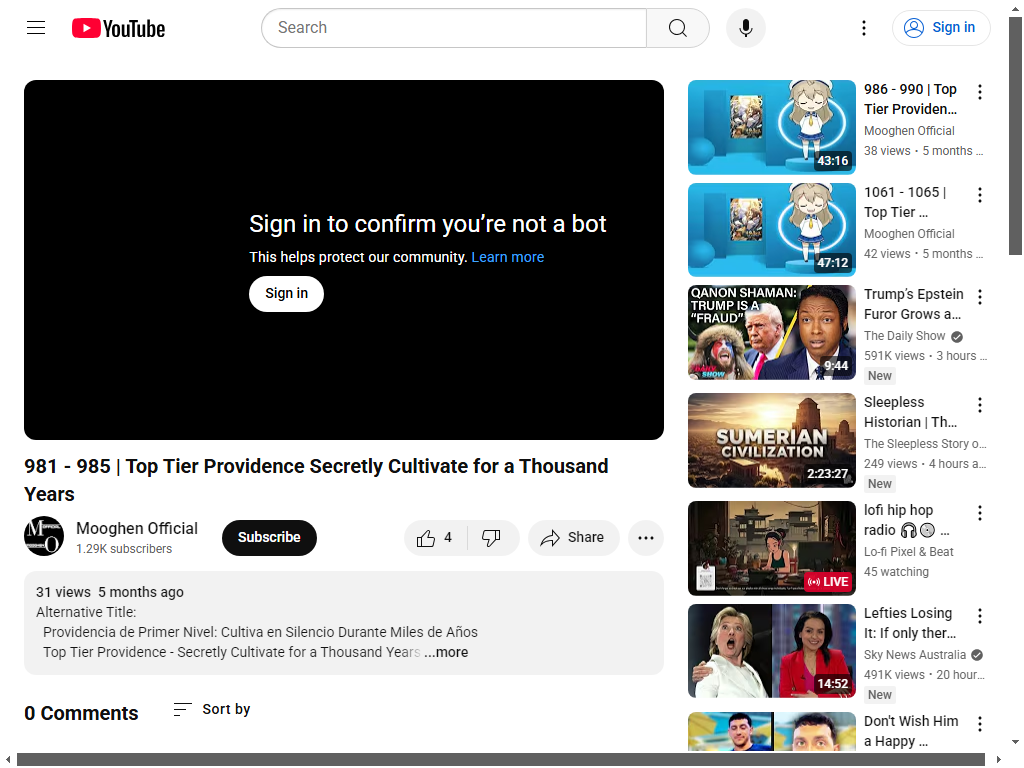 YouTube
Search
Sign in
Sign in to confirm you’re not a bot
This helps protect our community. Learn more
Sign in
981 - 985 | Top Tier Providence Secretly Cultivate for a Thousand
Years
Mooghen Official
1.29K subscribers
Subscribe
4
Share
31 views 5 months ago
Alternative Title:
Providencia de Primer Nivel: Cultiva en Silencio Durante Miles de Años
Top Tier Providence - Secretly Cultivate for a Thousand Years ...more
0 Comments
Sort by
43:16
986 - 990 | Top
Tier Providen...
Mooghen Official
38 views • 5 months ...
47:12
1061 - 1065 |
Top Tier ...
Mooghen Official
42 views • 5 months ...
QANON SHAMAN:
TRUMP IS A
"FRAUD"
DAILY
SHOW
9:44
Trump’s Epstein
Furor Grows a...
The Daily Show
591K views • 3 hours ...
New
SUMERIAN
CIVILIZATION
2:23:27
Sleepless
Historian | Th...
The Sleepless Story o...
249 views • 4 hours a...
New
LIVE
lofi hip hop
radio 🎧💿 ...
Lo-fi Pixel & Beat
45 watching
14:52
Lefties Losing
It: If only ther...
Sky News Australia
491K views • 20 hour...
New
Don't Wish Him
a Happy ...